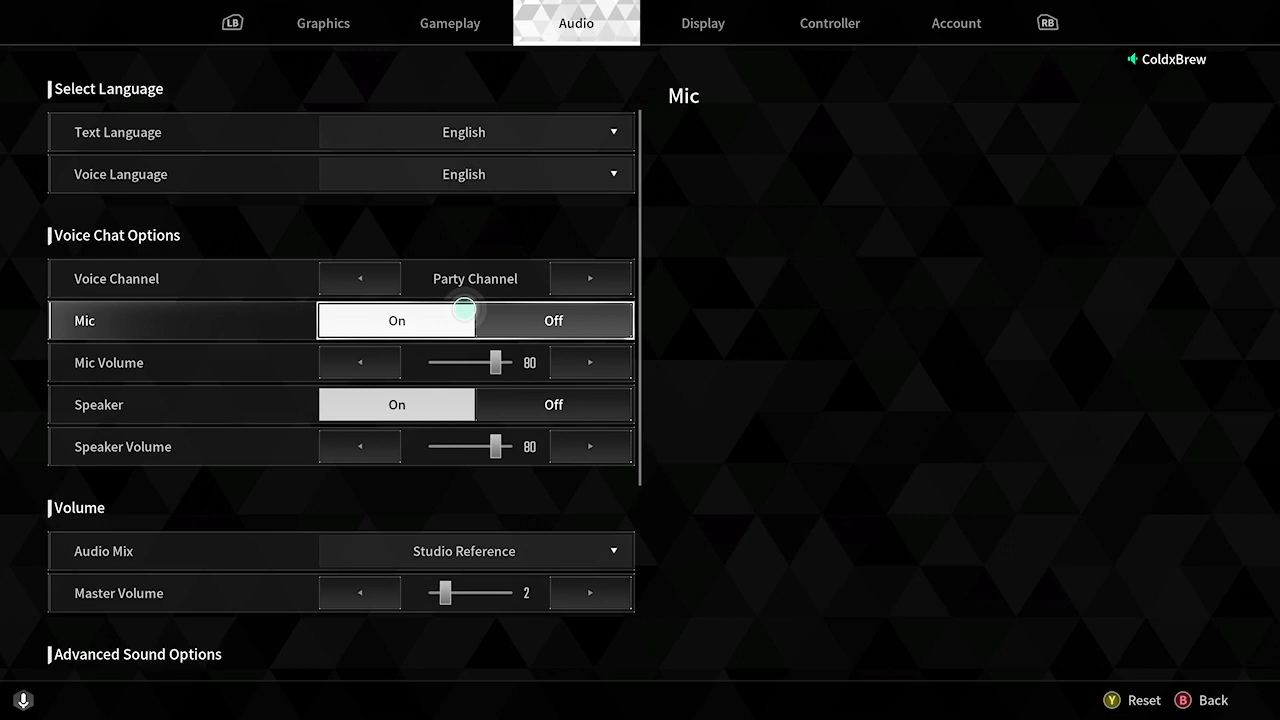 LB Graphics Gameplay Audio Display Controller Account RB
ColdxBrew
Select Language
Mic
Text Language English
Voice Language English
Voice Chat Options
Voice Channel Party Channel
Mic On Off
Mic Volume 80
Speaker On Off
Speaker Volume 80
Volume
Audio Mix Studio Reference
Master Volume 2
Advanced Sound Options
Y Reset B Back